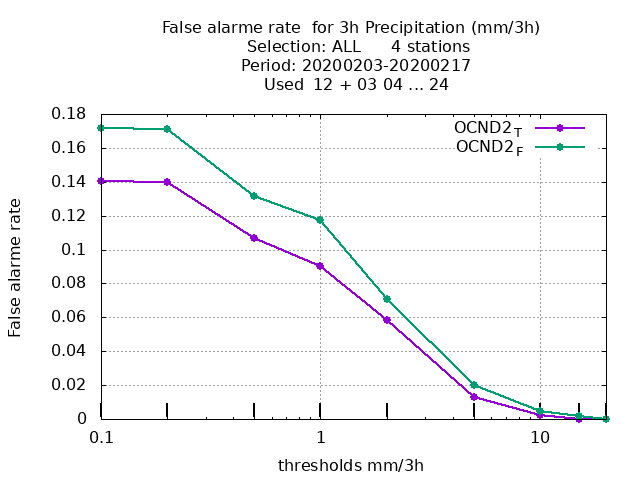 False alarme rate  for 3h Precipitation (mm/3h)
Selection: ALL      4 stations
Period: 20200203-20200217
Used  12 + 03 04 ... 24
OCND2T
OCND2F
0.18
0.16
0.14
0.12
0.1
0.08
0.06
0.04
0.02
0
False alarme rate
0.1
1
10
thresholds mm/3h